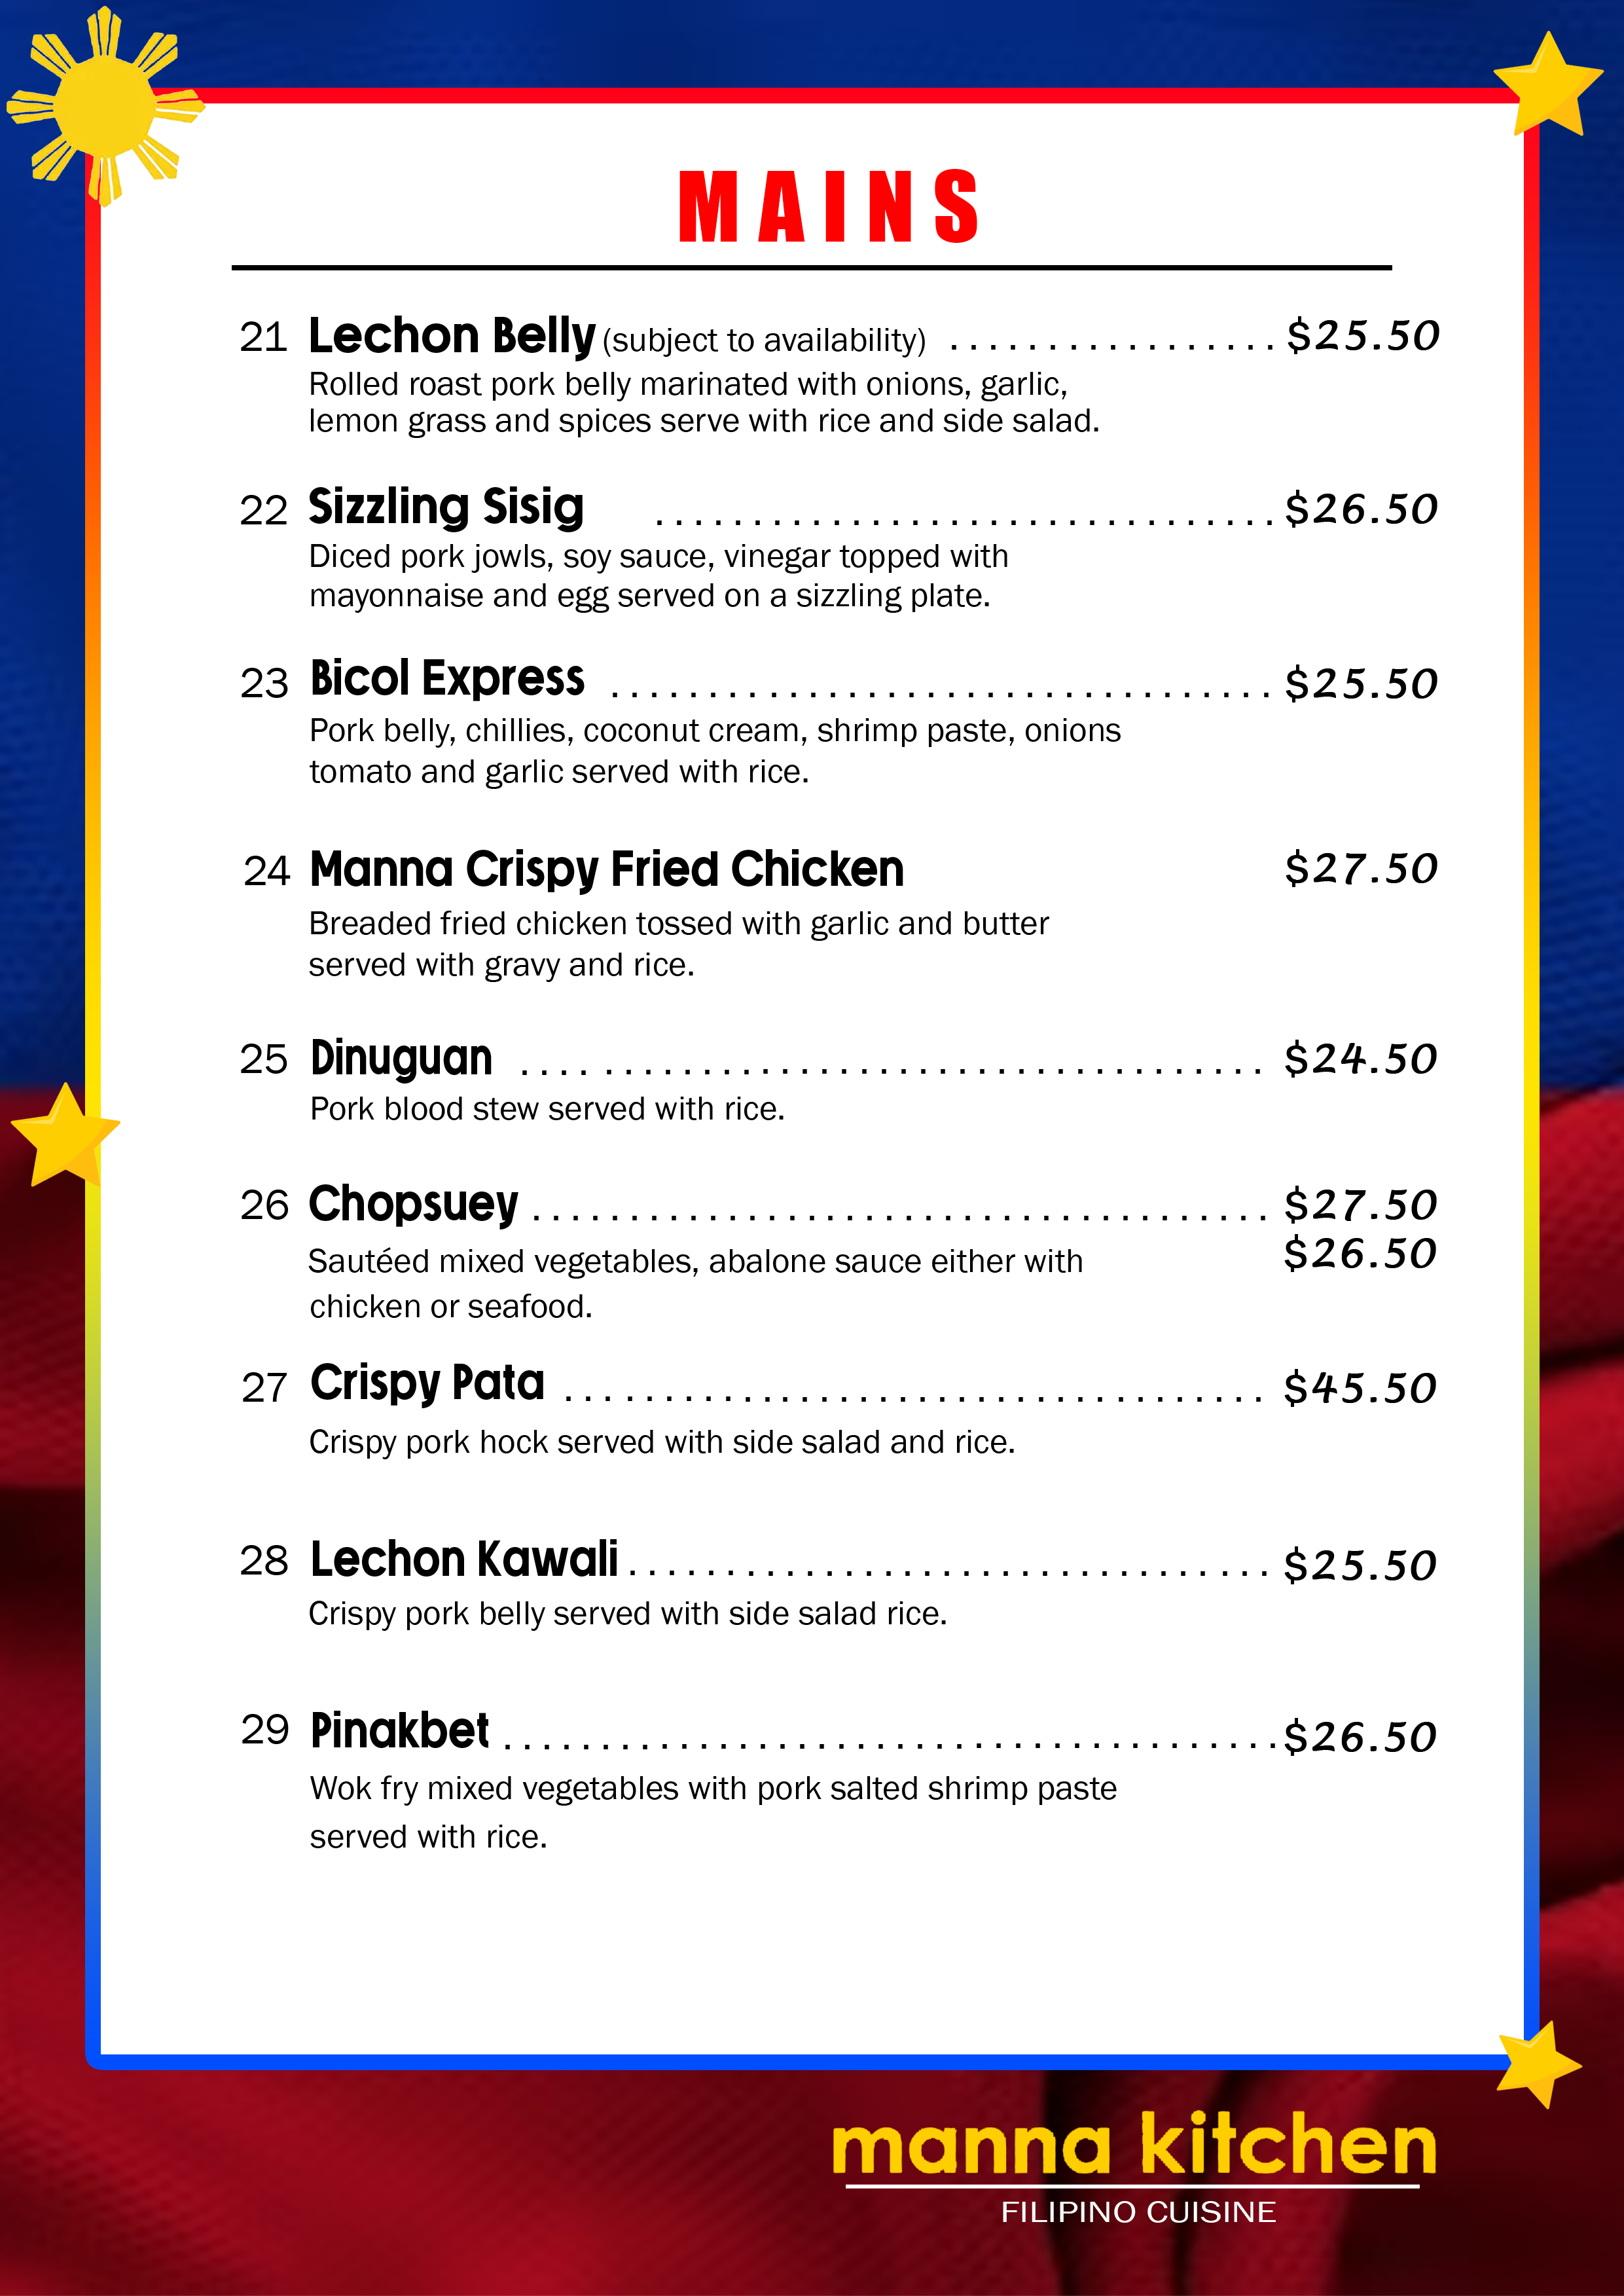 MAINS
21 Lechon Belly (subject to availability) ................. $25.50
Rolled roast pork belly marinated with onions, garlic,
lemon grass and spices serve with rice and side salad.
22 Sizzling Sisig ................................ $26.50
Diced pork jowls, soy sauce, vinegar topped with
mayonnaise and egg served on a sizzling plate.
23 Bicol Express .................................. $25.50
Pork belly, chillies, coconut cream, shrimp paste, onions
tomato and garlic served with rice.
24 Manna Crispy Fried Chicken $27.50
Breaded fried chicken tossed with garlic and butter
served with gravy and rice.
25 Dinuguan ...................................... $24.50
Pork blood stew served with rice.
26 Chopsuey ...................................... $27.50
$26.50
Sautéed mixed vegetables, abalone sauce either with
chicken or seafood.
27 Crispy Pata .................................... $45.50
Crispy pork hock served with side salad and rice.
28 Lechon Kawali ................................. $25.50
Crispy pork belly served with side salad rice.
29 Pinakbet ........................................ $26.50
Wok fry mixed vegetables with pork salted shrimp paste
served with rice.
manna kitchen
FILIPINO CUISINE